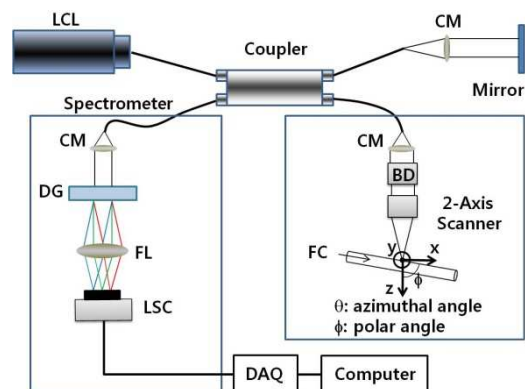 LCL
Coupler
CM
Mirror
Spectrometer
CM
DG
FL
LSC
CM
BD
2-Axis
Scanner
FC
y
x
z
ϕ
θ: azimuthal angle
ϕ: polar angle
DAQ
Computer